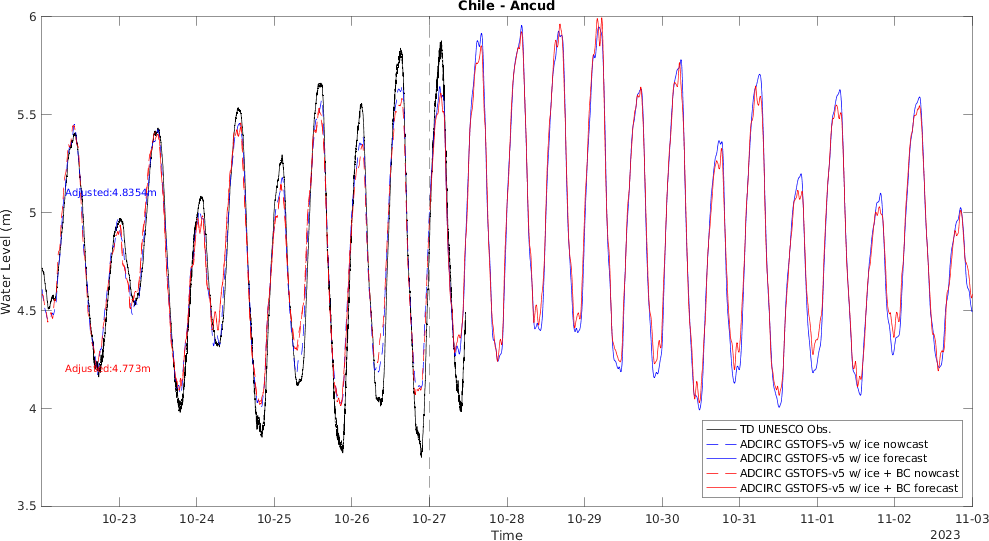 Chile - Ancud
6
5.5
5
4.5
4
3.5
Water Level (m)
Adjusted:4.8354m
Adjusted:4.773m
TD UNESCO Obs.
ADCIRC GSTOFS-v5 w/ ice nowcast
ADCIRC GSTOFS-v5 w/ ice forecast
ADCIRC GSTOFS-v5 w/ ice + BC nowcast
ADCIRC GSTOFS-v5 w/ ice + BC forecast
10-23 10-24 10-25 10-26 10-27 10-28 10-29 10-30 10-31 11-01 11-02 11-03
Time
2023